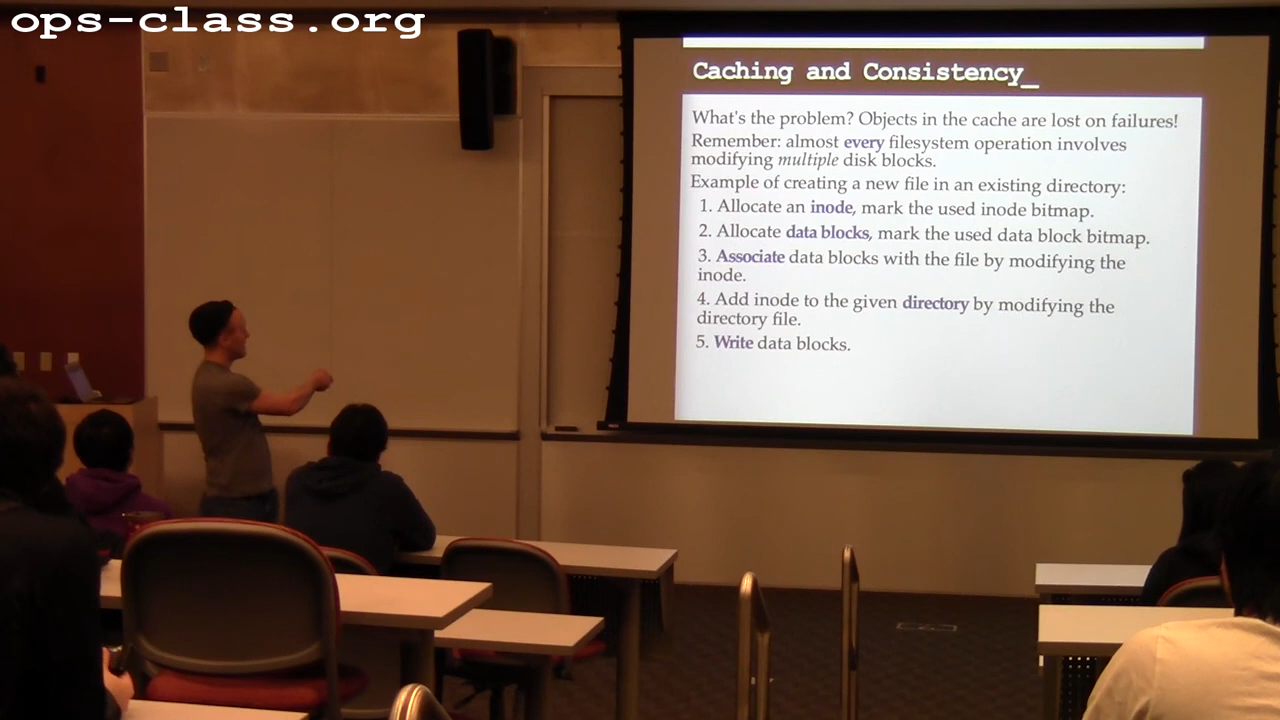 ops-class.org
Caching and Consistency_
What's the problem? Objects in the cache are lost on failures!
Remember: almost every filesystem operation involves
modifying multiple disk blocks.
Example of creating a new file in an existing directory:
1. Allocate an inode, mark the used inode bitmap.
2. Allocate data blocks, mark the used data block bitmap.
3. Associate data blocks with the file by modifying the
inode.
4. Add inode to the given directory by modifying the
directory file.
5. Write data blocks.